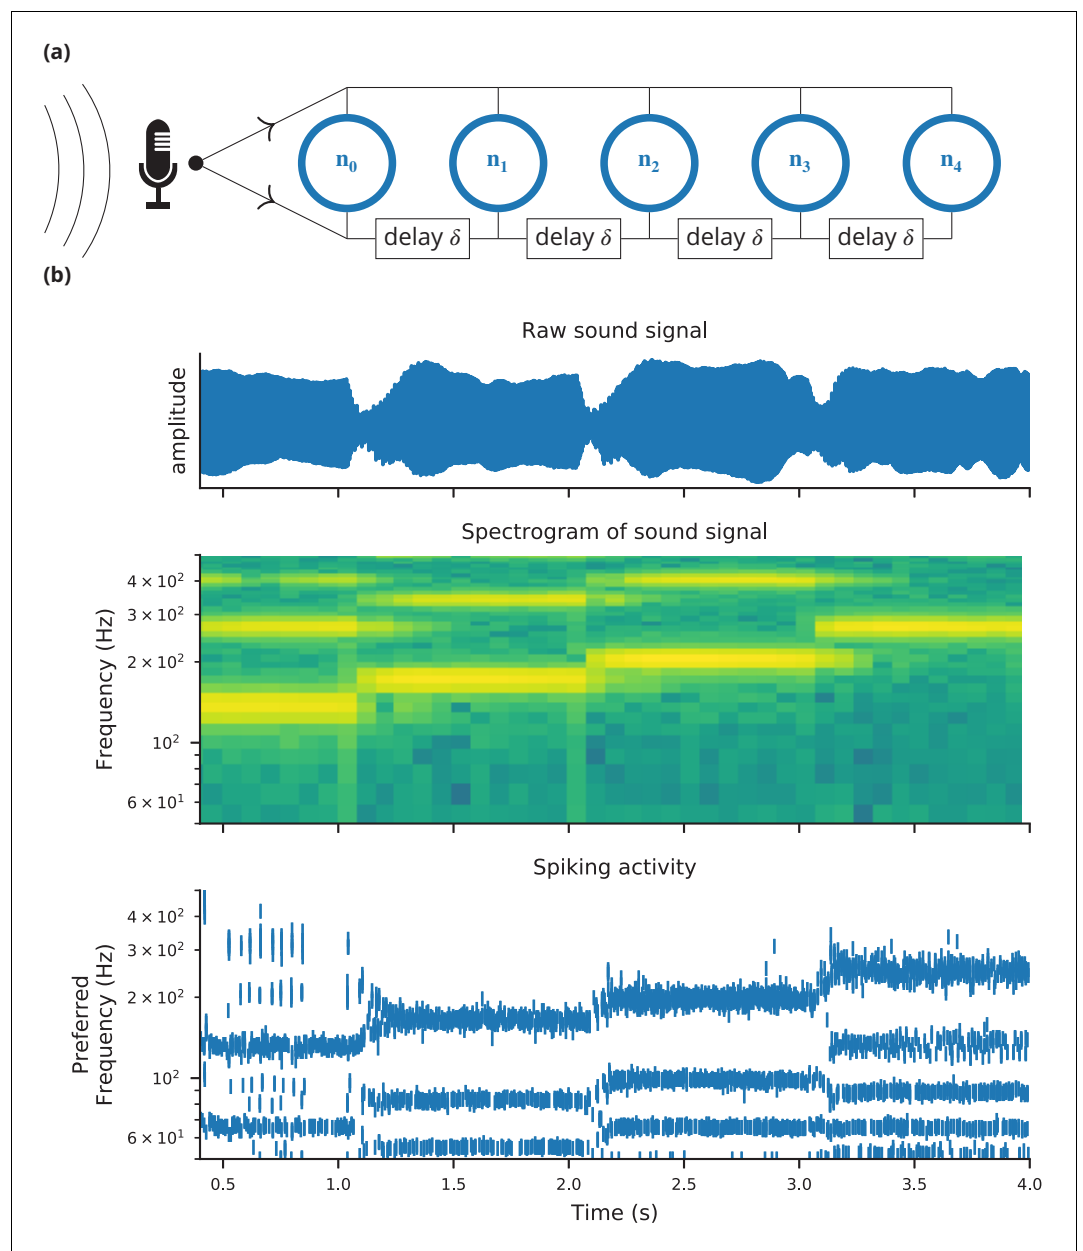 (a)
n₀ n₁ n₂ n₃ n₄
delay δ delay δ delay δ delay δ
(b)
Raw sound signal
amplitude
Spectrogram of sound signal
Frequency (Hz)
4 × 10²
3 × 10²
2 × 10²
10²
6 × 10¹
Spiking activity
Preferred
Frequency (Hz)
4 × 10²
3 × 10²
2 × 10²
10²
6 × 10¹
0.5 1.0 1.5 2.0 2.5 3.0 3.5 4.0
Time (s)